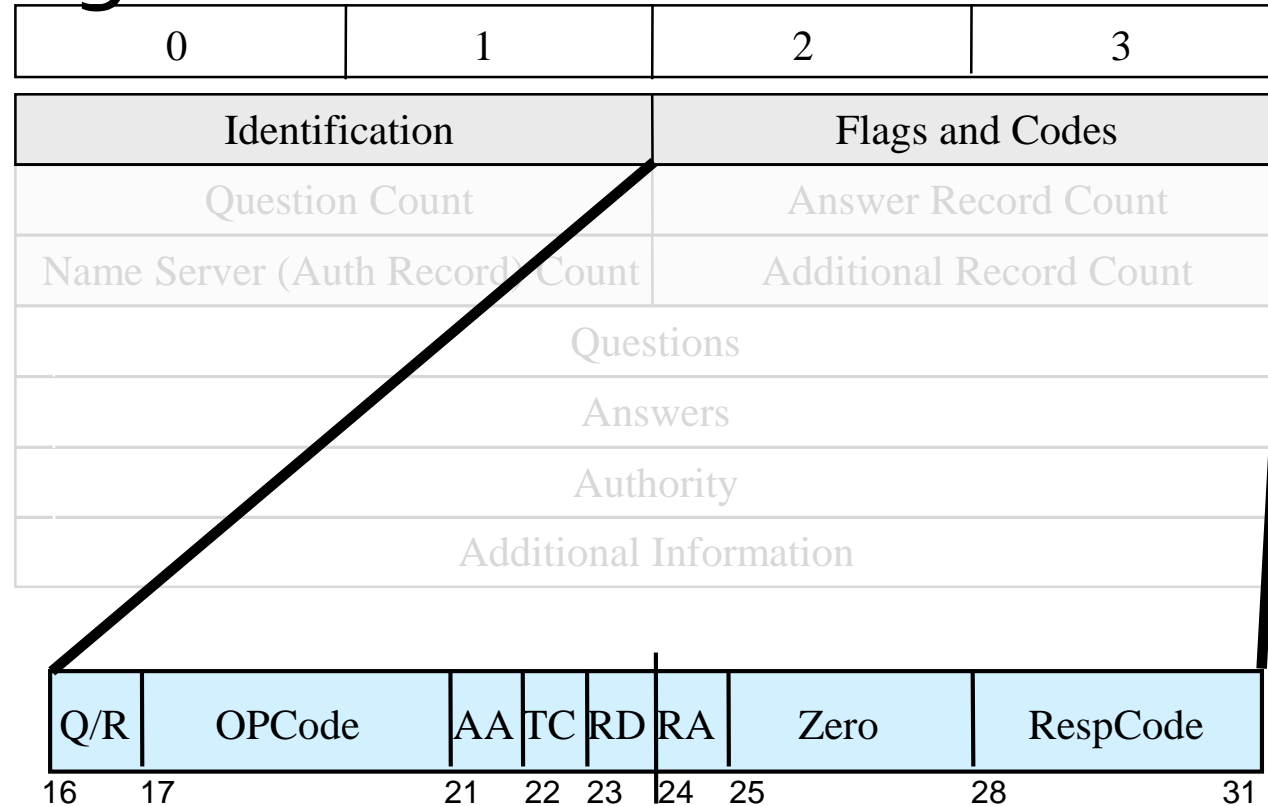 0 1 2 3
Identification Flags and Codes
Question Count Answer Record Count
Name Server (Auth Record) Count Additional Record Count
Questions
Answers
Authority
Additional Information
Q/R OPCode AA TC RD RA Zero RespCode
16 17 21 22 23 24 25 28 31